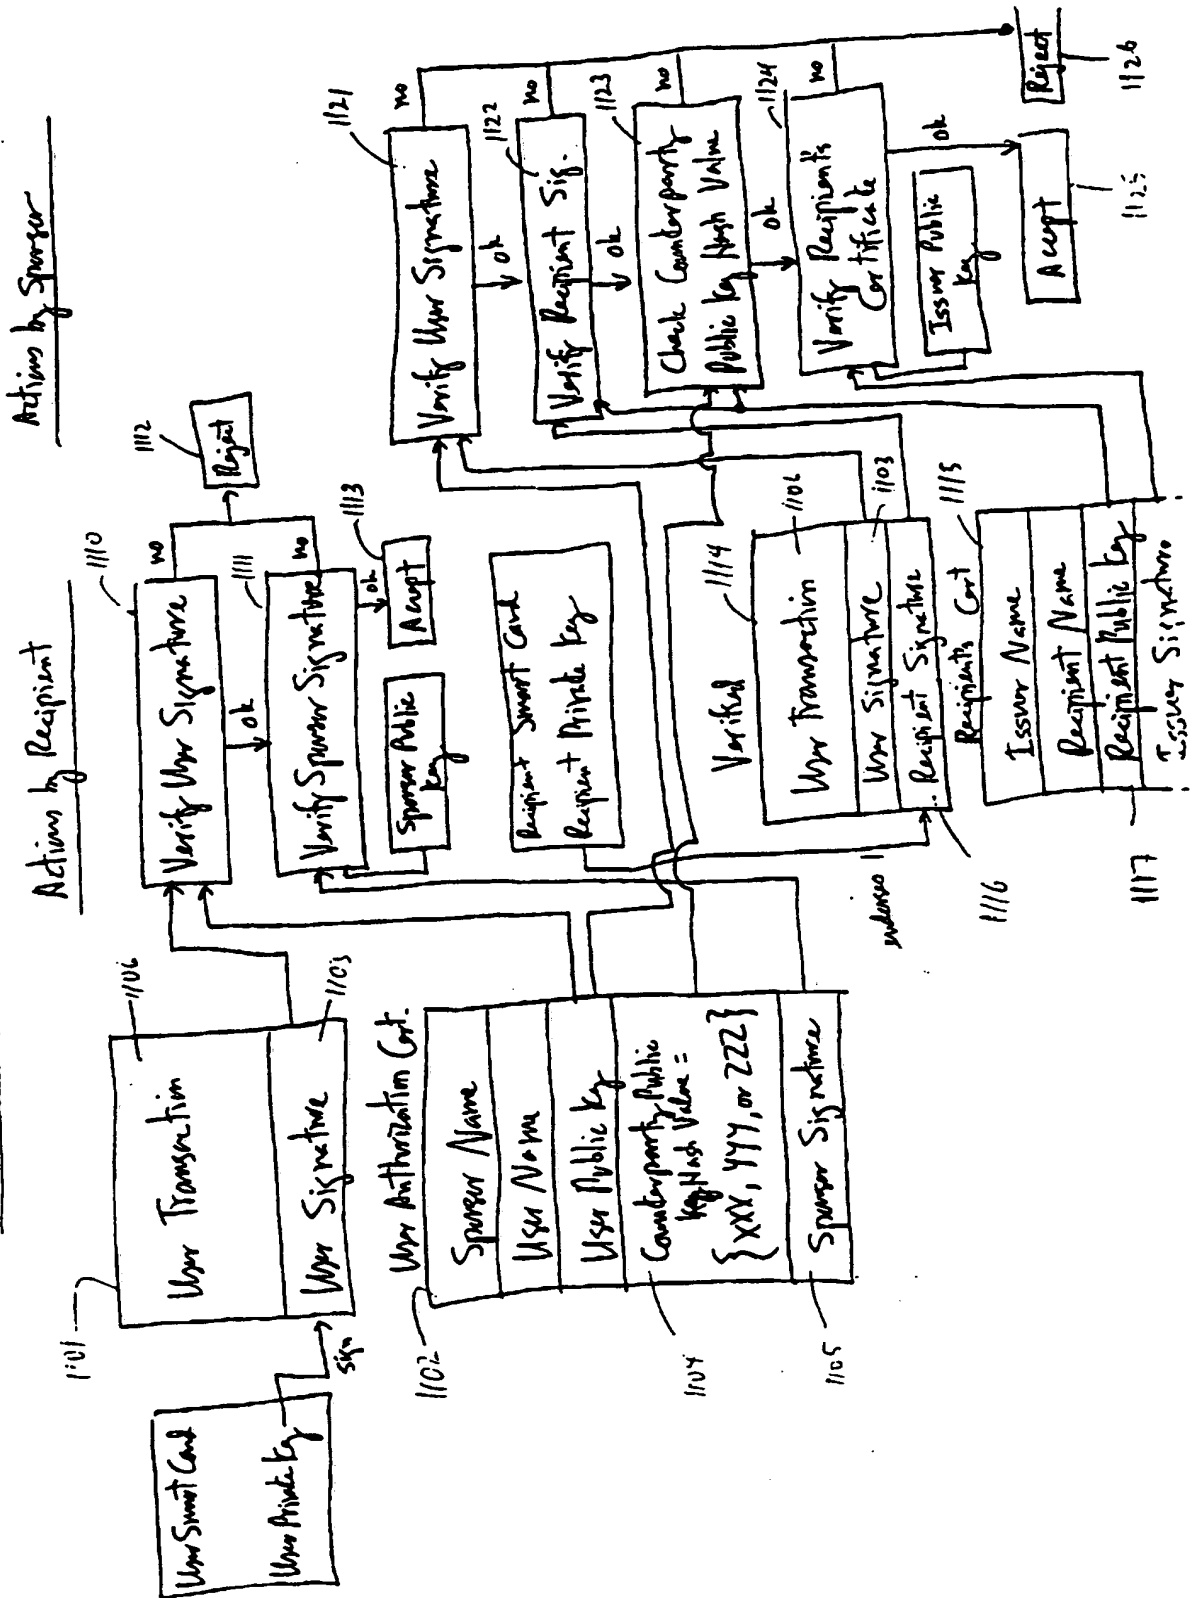 Actions by Recipient
Actions by Sponsor
User Smart Card
User Private Key
sign
1101
User Transaction
1106
User Signature
1103
User Authorization Cert.
1102
Sponsor Name
User Name
User Public Key
Counterparty Public
Key Hash Value =
{XXX, YYY, or ZZZ}
1104
Sponsor Signature
1105
1110
Verify User Signature
no
ok
1111
Verify Sponsor Signature
no
ok
1112
Reject
1113
Accept
Sponsor Public
Key
Recipient Smart Card
Recipient Private Key
endorses
Verified
1114
User Transaction
1106
User Signature
1103
Recipient Signature
1116
Recipient's Cert
1115
Issuer Name
Recipient Name
Recipient Public Key
1117
Issuer Signature
1121
Verify User Signature
no
ok
1122
Verify Recipient Sig.
no
ok
1123
Check Counterparty
Public Key Hash Value
no
ok
1124
Verify Recipient's
Certificate
no
ok
Issuer Public
Key
Accept
1125
Reject
1126